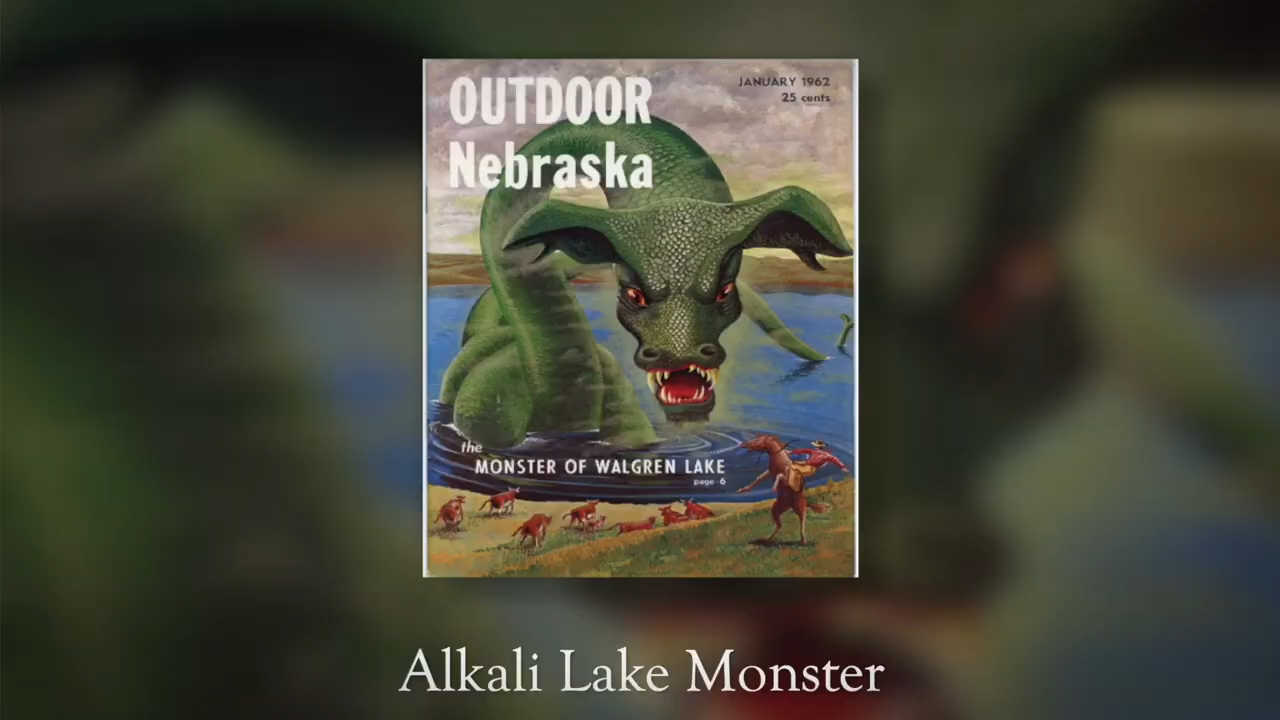 OUTDOOR
Nebraska
JANUARY 1962
25 cents
the
MONSTER OF WALGREN LAKE
page-6
Alkali Lake Monster